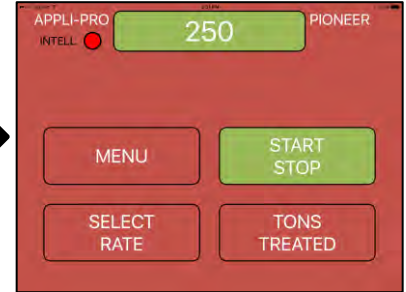 APPLI-PRO
INTELL
250
PIONEER
MENU
START
STOP
SELECT
RATE
TONS
TREATED